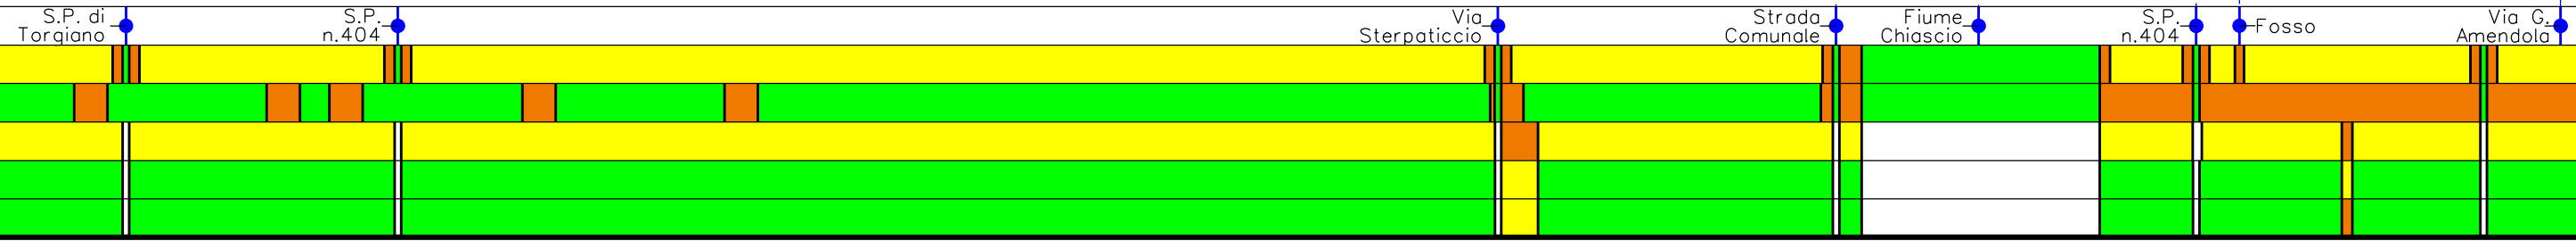 S.P. di
Torgiano
S.P.
n.404
Via
Sterpaticcio
Strada
Comunale
Fiume
Chiascio
S.P.
n.404
Fosso
Via G.
Amendola